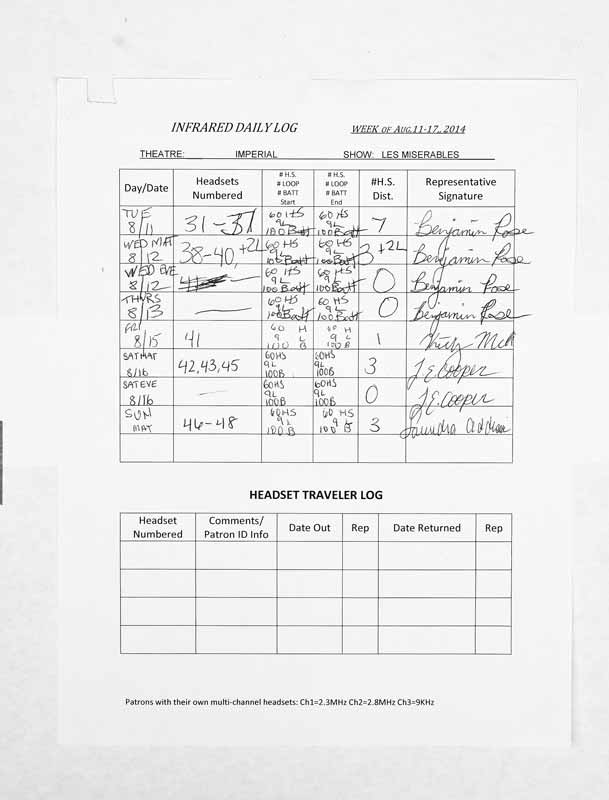 INFRARED DAILY LOG WEEK OF AUG.11-17, 2014
THEATRE: IMPERIAL SHOW: LES MISERABLES
Day/Date Headsets Numbered # H.S. # LOOP # BATT Start # H.S. # LOOP # BATT End #H.S. Dist. Representative Signature
TUE 8/11 31-37 60 HS 9L 100 Batt 60 HS 9L 100 Batt 7 Benjamin Rose
WED MAT 8/12 38-40, +2L 60 HS 9L 100 Batt 60 HS 9L 100 Batt 3 +2L Benjamin Rose
WED EVE 8/12 60 HS 9L 100 Batt 60 HS 9L 100 Batt 0 Benjamin Rose
THURS 8/13 — 60 HS 9L 100 Batt 60 HS 9L 100 Batt 0 Benjamin Rose
FRI 8/15 41 60 H 9 L 100 B 60 H 9 L 100 B 1
SAT MAT 8/16 42,43,45 60HS 9L 100B 60HS 9L 100B 3 J.E. Cooper
SAT EVE 8/16 — 60HS 9L 100B 60HS 9L 100B 0 J.E. Cooper
SUN MAT 46-48 60HS 9L 100 B 60 HS 9L 100 B 3
HEADSET TRAVELER LOG
Headset Numbered Comments/ Patron ID Info Date Out Rep Date Returned Rep
Patrons with their own multi-channel headsets: Ch1=2.3MHz Ch2=2.8MHz Ch3=9KHz